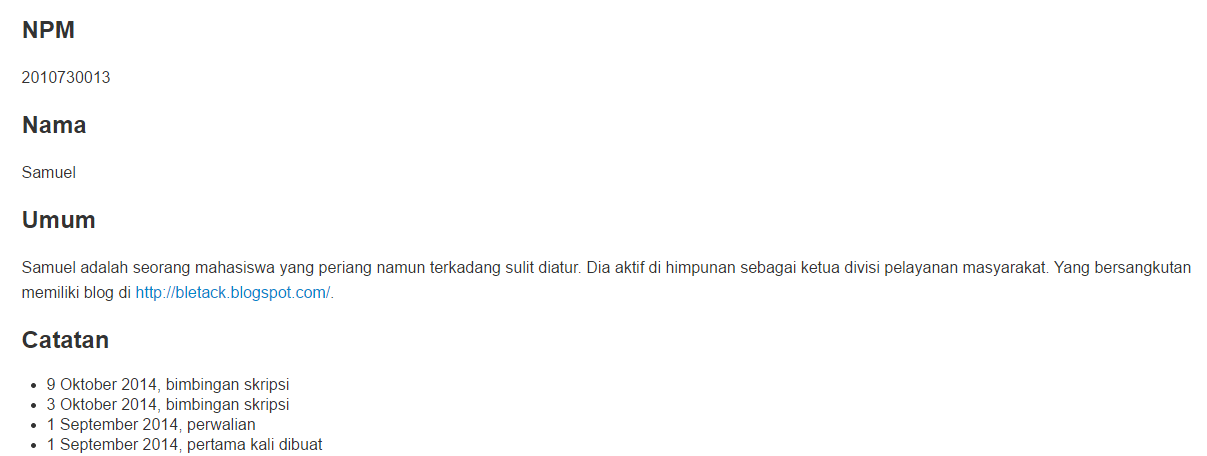 NPM
2010730013
Nama
Samuel
Umum
Samuel adalah seorang mahasiswa yang periang namun terkadang sulit diatur. Dia aktif di himpunan sebagai ketua divisi pelayanan masyarakat. Yang bersangkutan
memiliki blog di http://bletack.blogspot.com/.
Catatan
• 9 Oktober 2014, bimbingan skripsi
• 3 Oktober 2014, bimbingan skripsi
• 1 September 2014, perwalian
• 1 September 2014, pertama kali dibuat